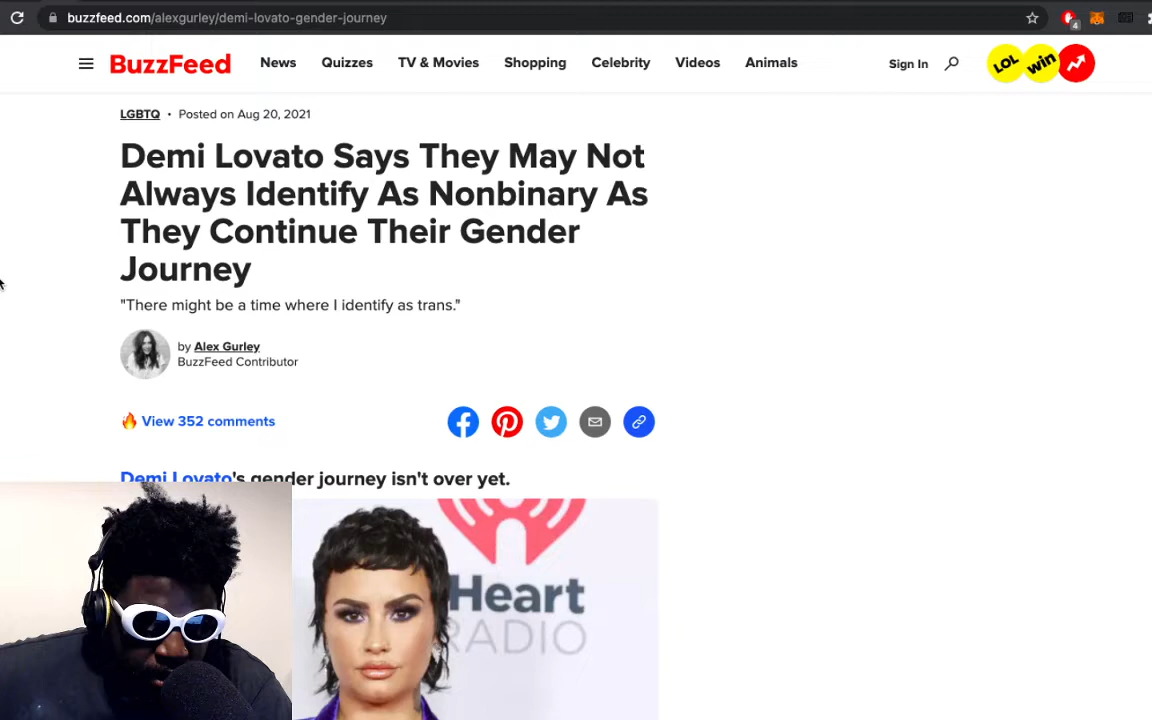 buzzfeed.com/alexgurley/demi-lovato-gender-journey
4
BuzzFeed
News Quizzes TV & Movies Shopping Celebrity Videos Animals
Sign In
LOL win
LGBTQ • Posted on Aug 20, 2021
Demi Lovato Says They May Not
Always Identify As Nonbinary As
They Continue Their Gender
Journey
"There might be a time where I identify as trans."
by Alex Gurley
BuzzFeed Contributor
🔥 View 352 comments
Demi Lovato's gender journey isn't over yet.
Heart
RADIO